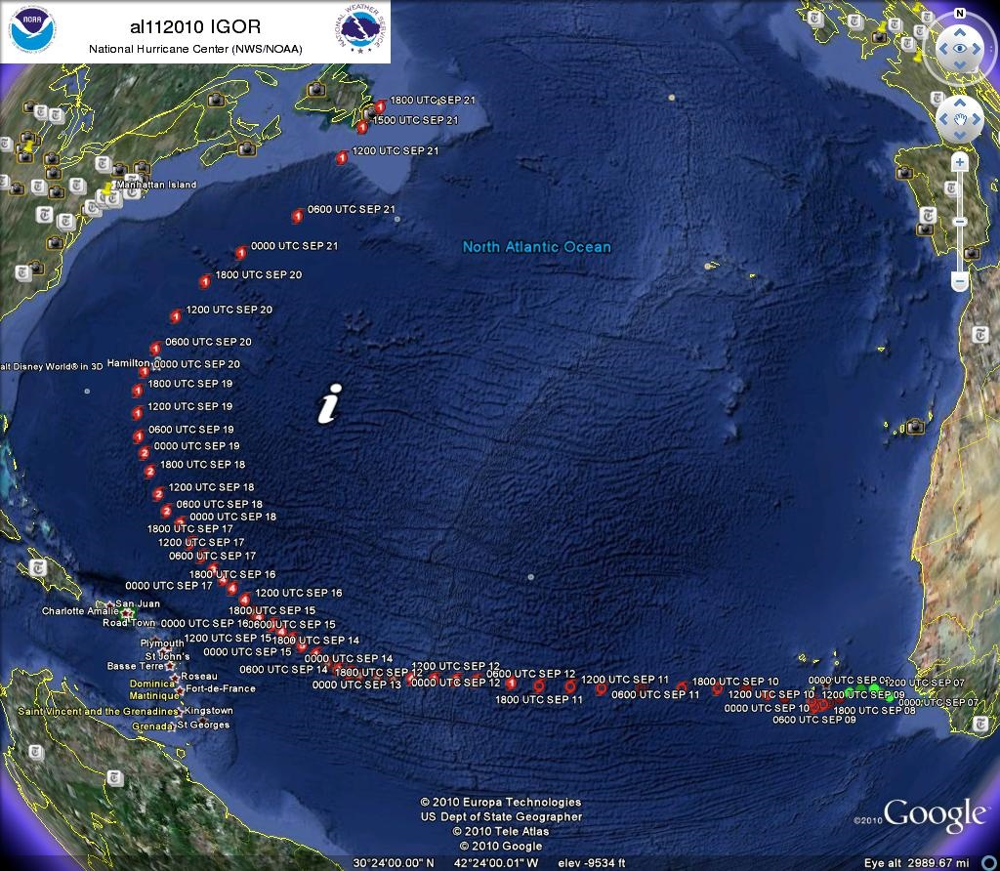 NOAA
al112010 IGOR
National Hurricane Center (NWS/NOAA)
NATIONAL WEATHER SERVICE
N
1800 UTC SEP 21
1500 UTC SEP 21
1200 UTC SEP 21
Manhattan Island
0600 UTC SEP 21
0000 UTC SEP 21
North Atlantic Ocean
1800 UTC SEP 20
1200 UTC SEP 20
0600 UTC SEP 20
alt Disney World® in 3D
Hamilton
0000 UTC SEP 20
1800 UTC SEP 19
i
1200 UTC SEP 19
0600 UTC SEP 19
0000 UTC SEP 19
1800 UTC SEP 18
1200 UTC SEP 18
0600 UTC SEP 18
0000 UTC SEP 18
1800 UTC SEP 17
1200 UTC SEP 17
0600 UTC SEP 17
1800 UTC SEP 16
0000 UTC SEP 17
1200 UTC SEP 16
San Juan
Charlotte Amalie
1800 UTC SEP 15
Road Town
0000 UTC SEP 16
0600 UTC SEP 15
1200 UTC SEP 15
1800 UTC SEP 14
Plymouth
0000 UTC SEP 15
St John's
0000 UTC SEP 14
Basse Terre
0600 UTC SEP 14
1800 UTC SEP 12
1200 UTC SEP 12
0600 UTC SEP 12
Roseau
0000 UTC SEP 13
0000 UTC SEP 12
1200 UTC SEP 11
1800 UTC SEP 10
1200 UTC SEP 07
Dominica
Fort-de-France
Martinique
1800 UTC SEP 11
0600 UTC SEP 11
1200 UTC SEP 10
1200 UTC SEP 09
0000 UTC SEP 07
0000 UTC SEP 10
1800 UTC SEP 08
0600 UTC SEP 09
Saint Vincent and the Grenadines
Kingstown
Grenada
St Georges
© 2010 Europa Technologies
US Dept of State Geographer
© 2010 Tele Atlas
© 2010 Google
©2010 Google
30°24'00.00" N 42°24'00.01" W elev -9534 ft
Eye alt 2989.67 mi